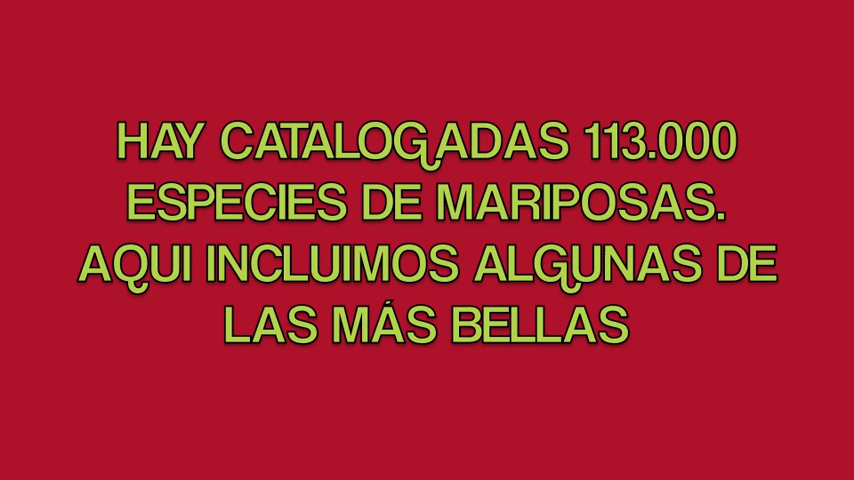 HAY CATALOGADAS 113.000
ESPECIES DE MARIPOSAS.
AQUI INCLUIMOS ALGUNAS DE
LAS MÁS BELLAS